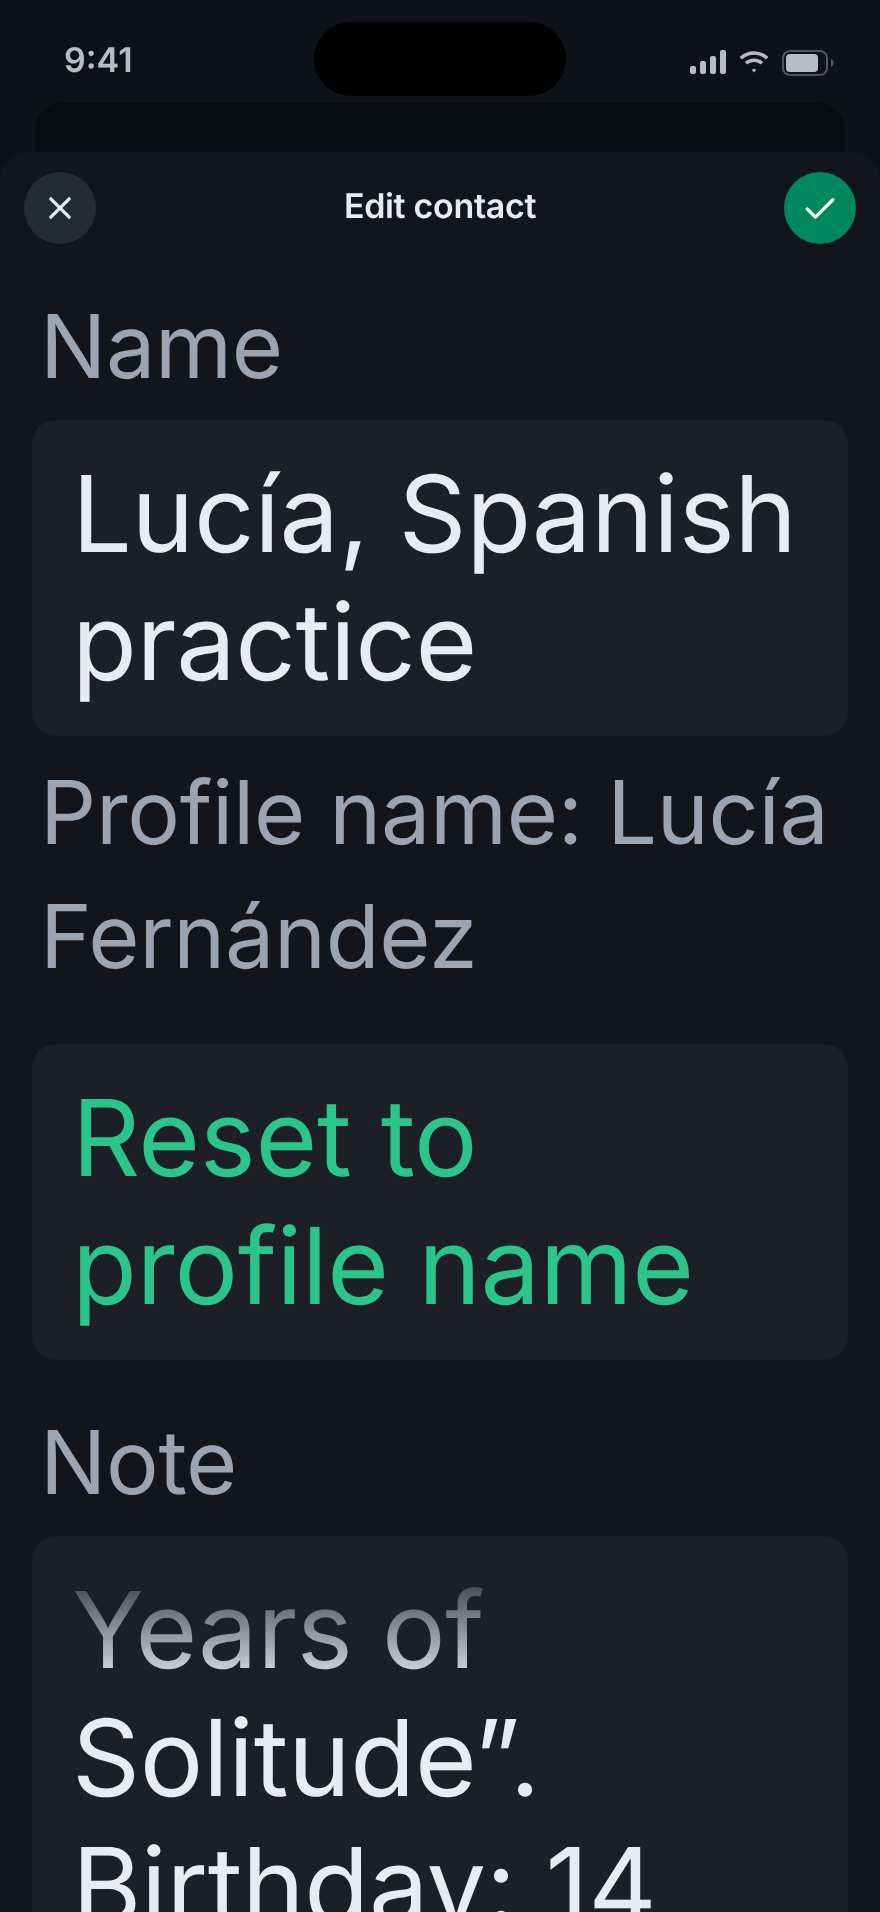 9:41
Edit contact
Name
Lucía, Spanish
practice
Profile name: Lucía
Fernández
Reset to
profile name
Note
Years of
Solitude”.
Birthday: 14